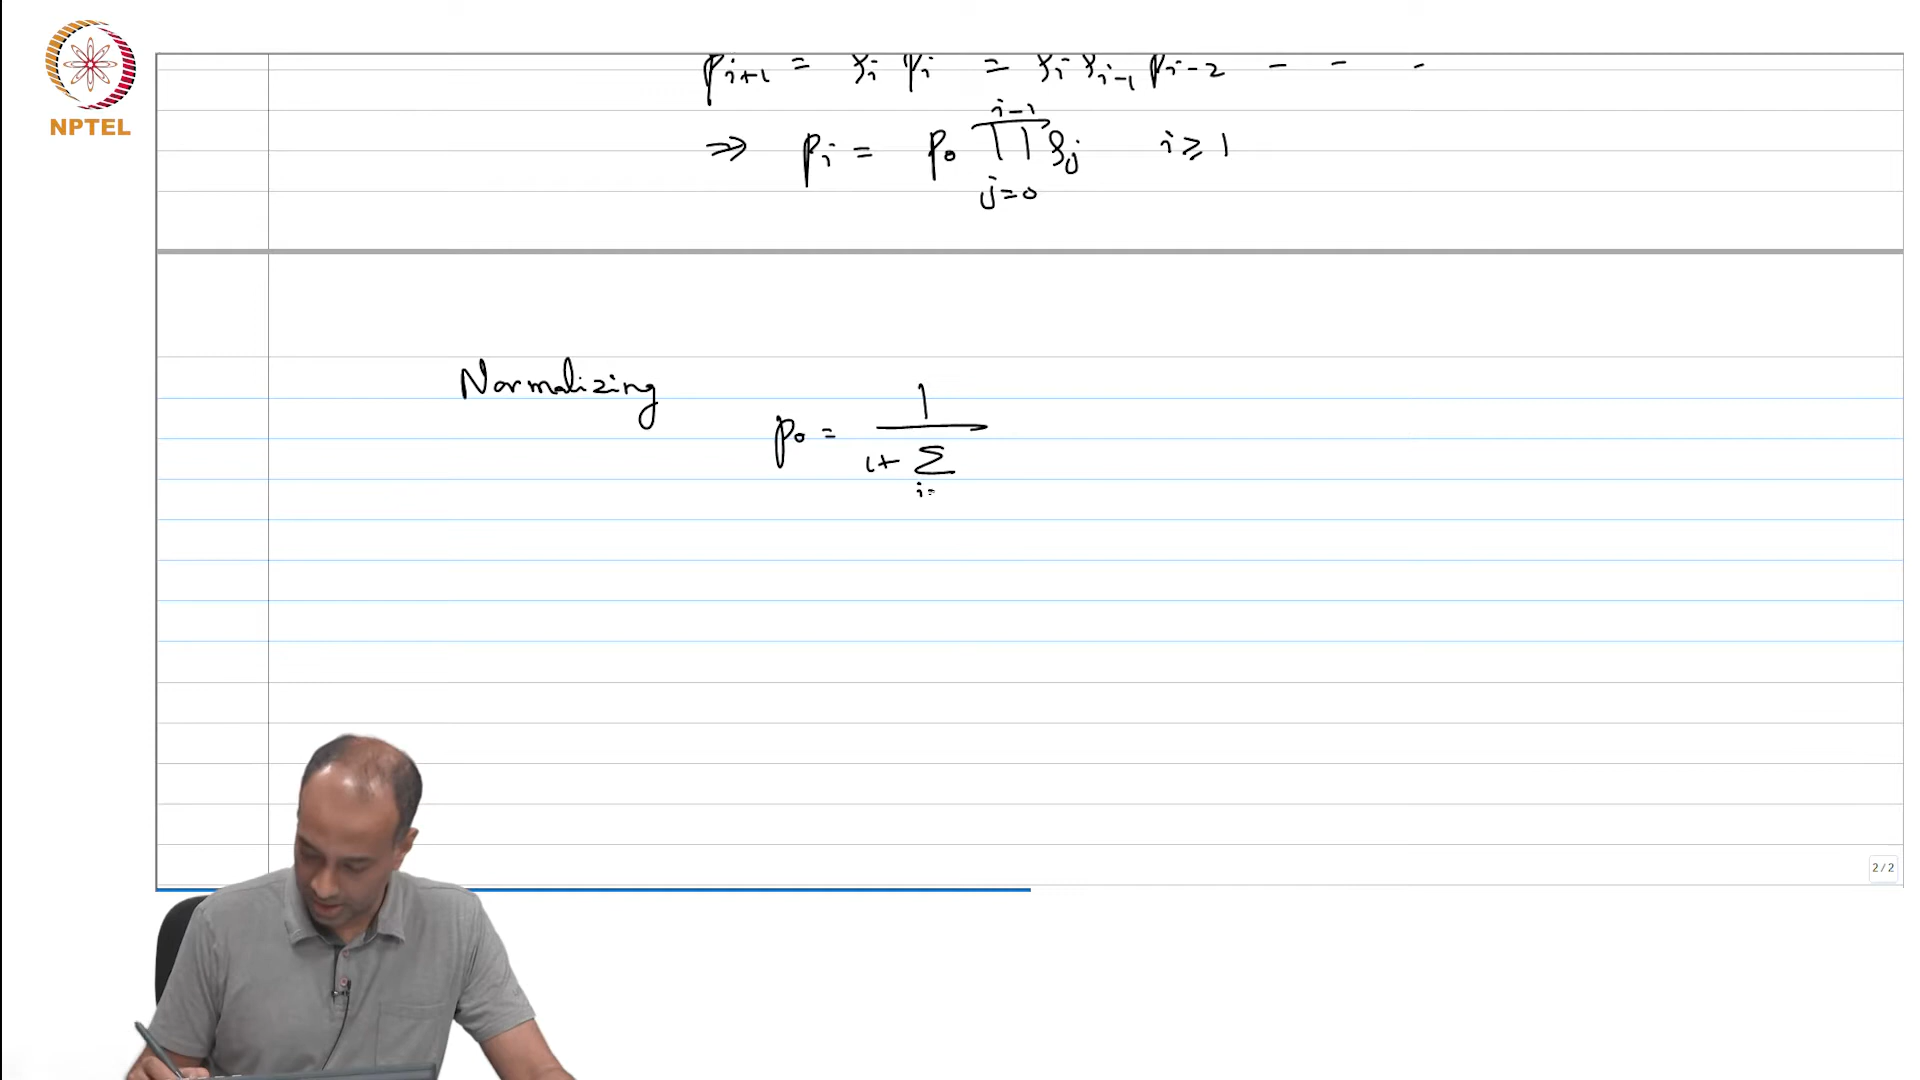 NPTEL
p_{i+1} = ρ_i p_i = ρ_i ρ_{i-1} p_{i-2} - - -
⇒ p_i = p_0 ∏_{j=0}^{i-1} ρ_j i ≥ 1
Normalizing
p_0 = 1 / (1 + Σ_{i=
2/2